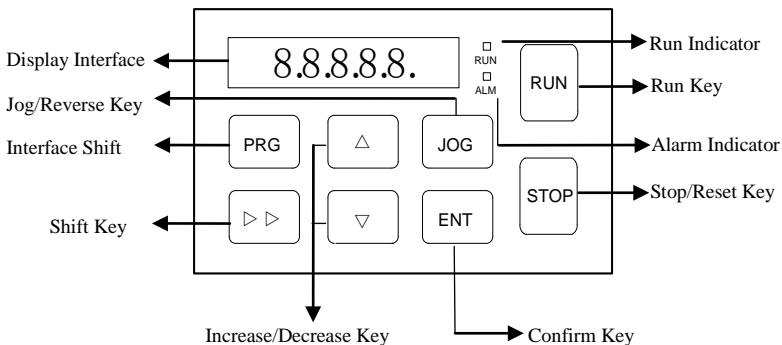 Display Interface
8.8.8.8.8.
RUN
ALM
RUN
Run Indicator
Run Key
Jog/Reverse Key
Interface Shift
PRG
△
JOG
Alarm Indicator
Shift Key
▷▷
▽
ENT
STOP
Stop/Reset Key
Increase/Decrease Key
Confirm Key